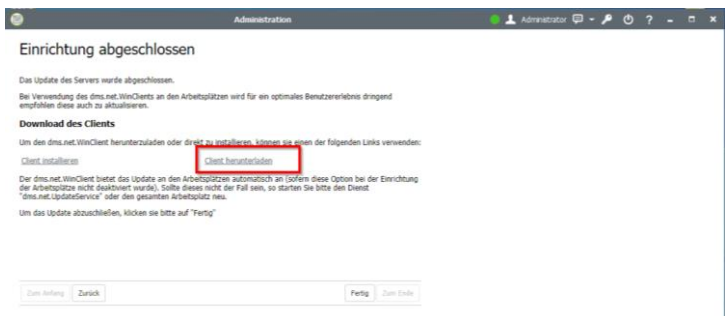 Administration
Administrator
Einrichtung abgeschlossen
Das Update des Servers wurde abgeschlossen.
Bei Verwendung des dms.net.WinClients an den Arbeitsplätzen wird für ein optimales Benutzererlebnis dringend
empfohlen diese auch zu aktualisieren.
Download des Clients
Um den dms.net.WinClient herunterzuladen oder direkt zu installieren, können sie einen der folgenden Links verwenden:
Client installieren Client herunterladen
Der dms.net.WinClient bietet das Update an den Arbeitsplätzen automatisch an (sofern diese Option bei der Einrichtung
der Arbeitsplätze nicht deaktiviert wurde). Sollte dieses nicht der Fall sein, so starten Sie bitte den Dienst
"dms.net.UpdateService" oder den gesamten Arbeitsplatz neu.
Um das Update abzuschließen, klicken sie bitte auf "Fertig"
Zum Anfang Zurück Fertig Zum Ende